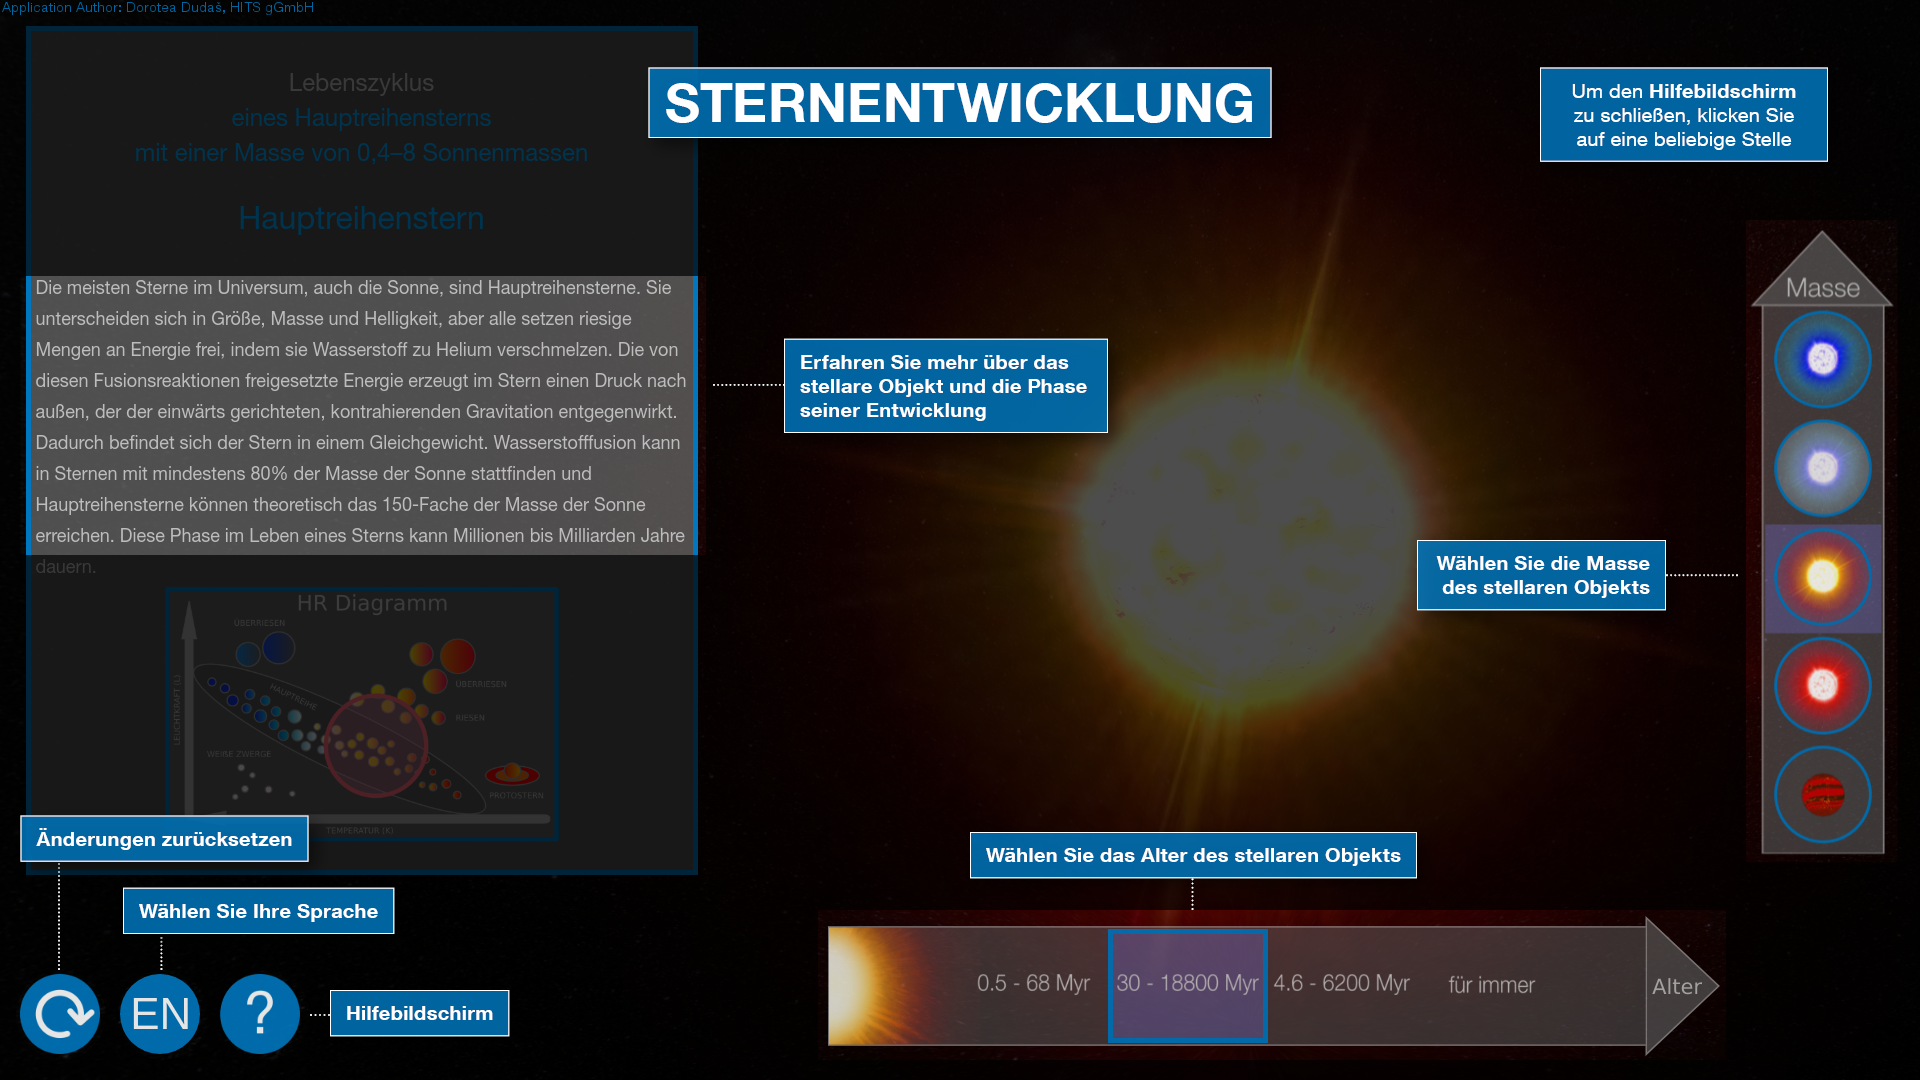 Application Author: Dorotea Dudaš, HITS gGmbH
Lebenszyklus
eines Hauptreihensterns
mit einer Masse von 0,4–8 Sonnenmassen
Hauptreihenstern
Die meisten Sterne im Universum, auch die Sonne, sind Hauptreihensterne. Sie
unterscheiden sich in Größe, Masse und Helligkeit, aber alle setzen riesige
Mengen an Energie frei, indem sie Wasserstoff zu Helium verschmelzen. Die von
diesen Fusionsreaktionen freigesetzte Energie erzeugt im Stern einen Druck nach
außen, der der einwärts gerichteten, kontrahierenden Gravitation entgegenwirkt.
Dadurch befindet sich der Stern in einem Gleichgewicht. Wasserstofffusion kann
in Sternen mit mindestens 80% der Masse der Sonne stattfinden und
Hauptreihensterne können theoretisch das 150-Fache der Masse der Sonne
erreichen. Diese Phase im Leben eines Sterns kann Millionen bis Milliarden Jahre
dauern.
HR Diagramm
ÜBERRIESEN
HAUPTREIHE
ÜBERRIESEN
RIESEN
LEUCHTKRAFT (L)
WEIßE ZWERGE
PROTOSTERN
TEMPERATUR (K)
STERNENTWICKLUNG
Um den Hilfebildschirm
zu schließen, klicken Sie
auf eine beliebige Stelle
Erfahren Sie mehr über das
stellare Objekt und die Phase
seiner Entwicklung
Masse
Wählen Sie die Masse
des stellaren Objekts
Änderungen zurücksetzen
Wählen Sie Ihre Sprache
EN
?
Hilfebildschirm
Wählen Sie das Alter des stellaren Objekts
0.5 - 68 Myr
30 - 18800 Myr
4.6 - 6200 Myr
für immer
Alter